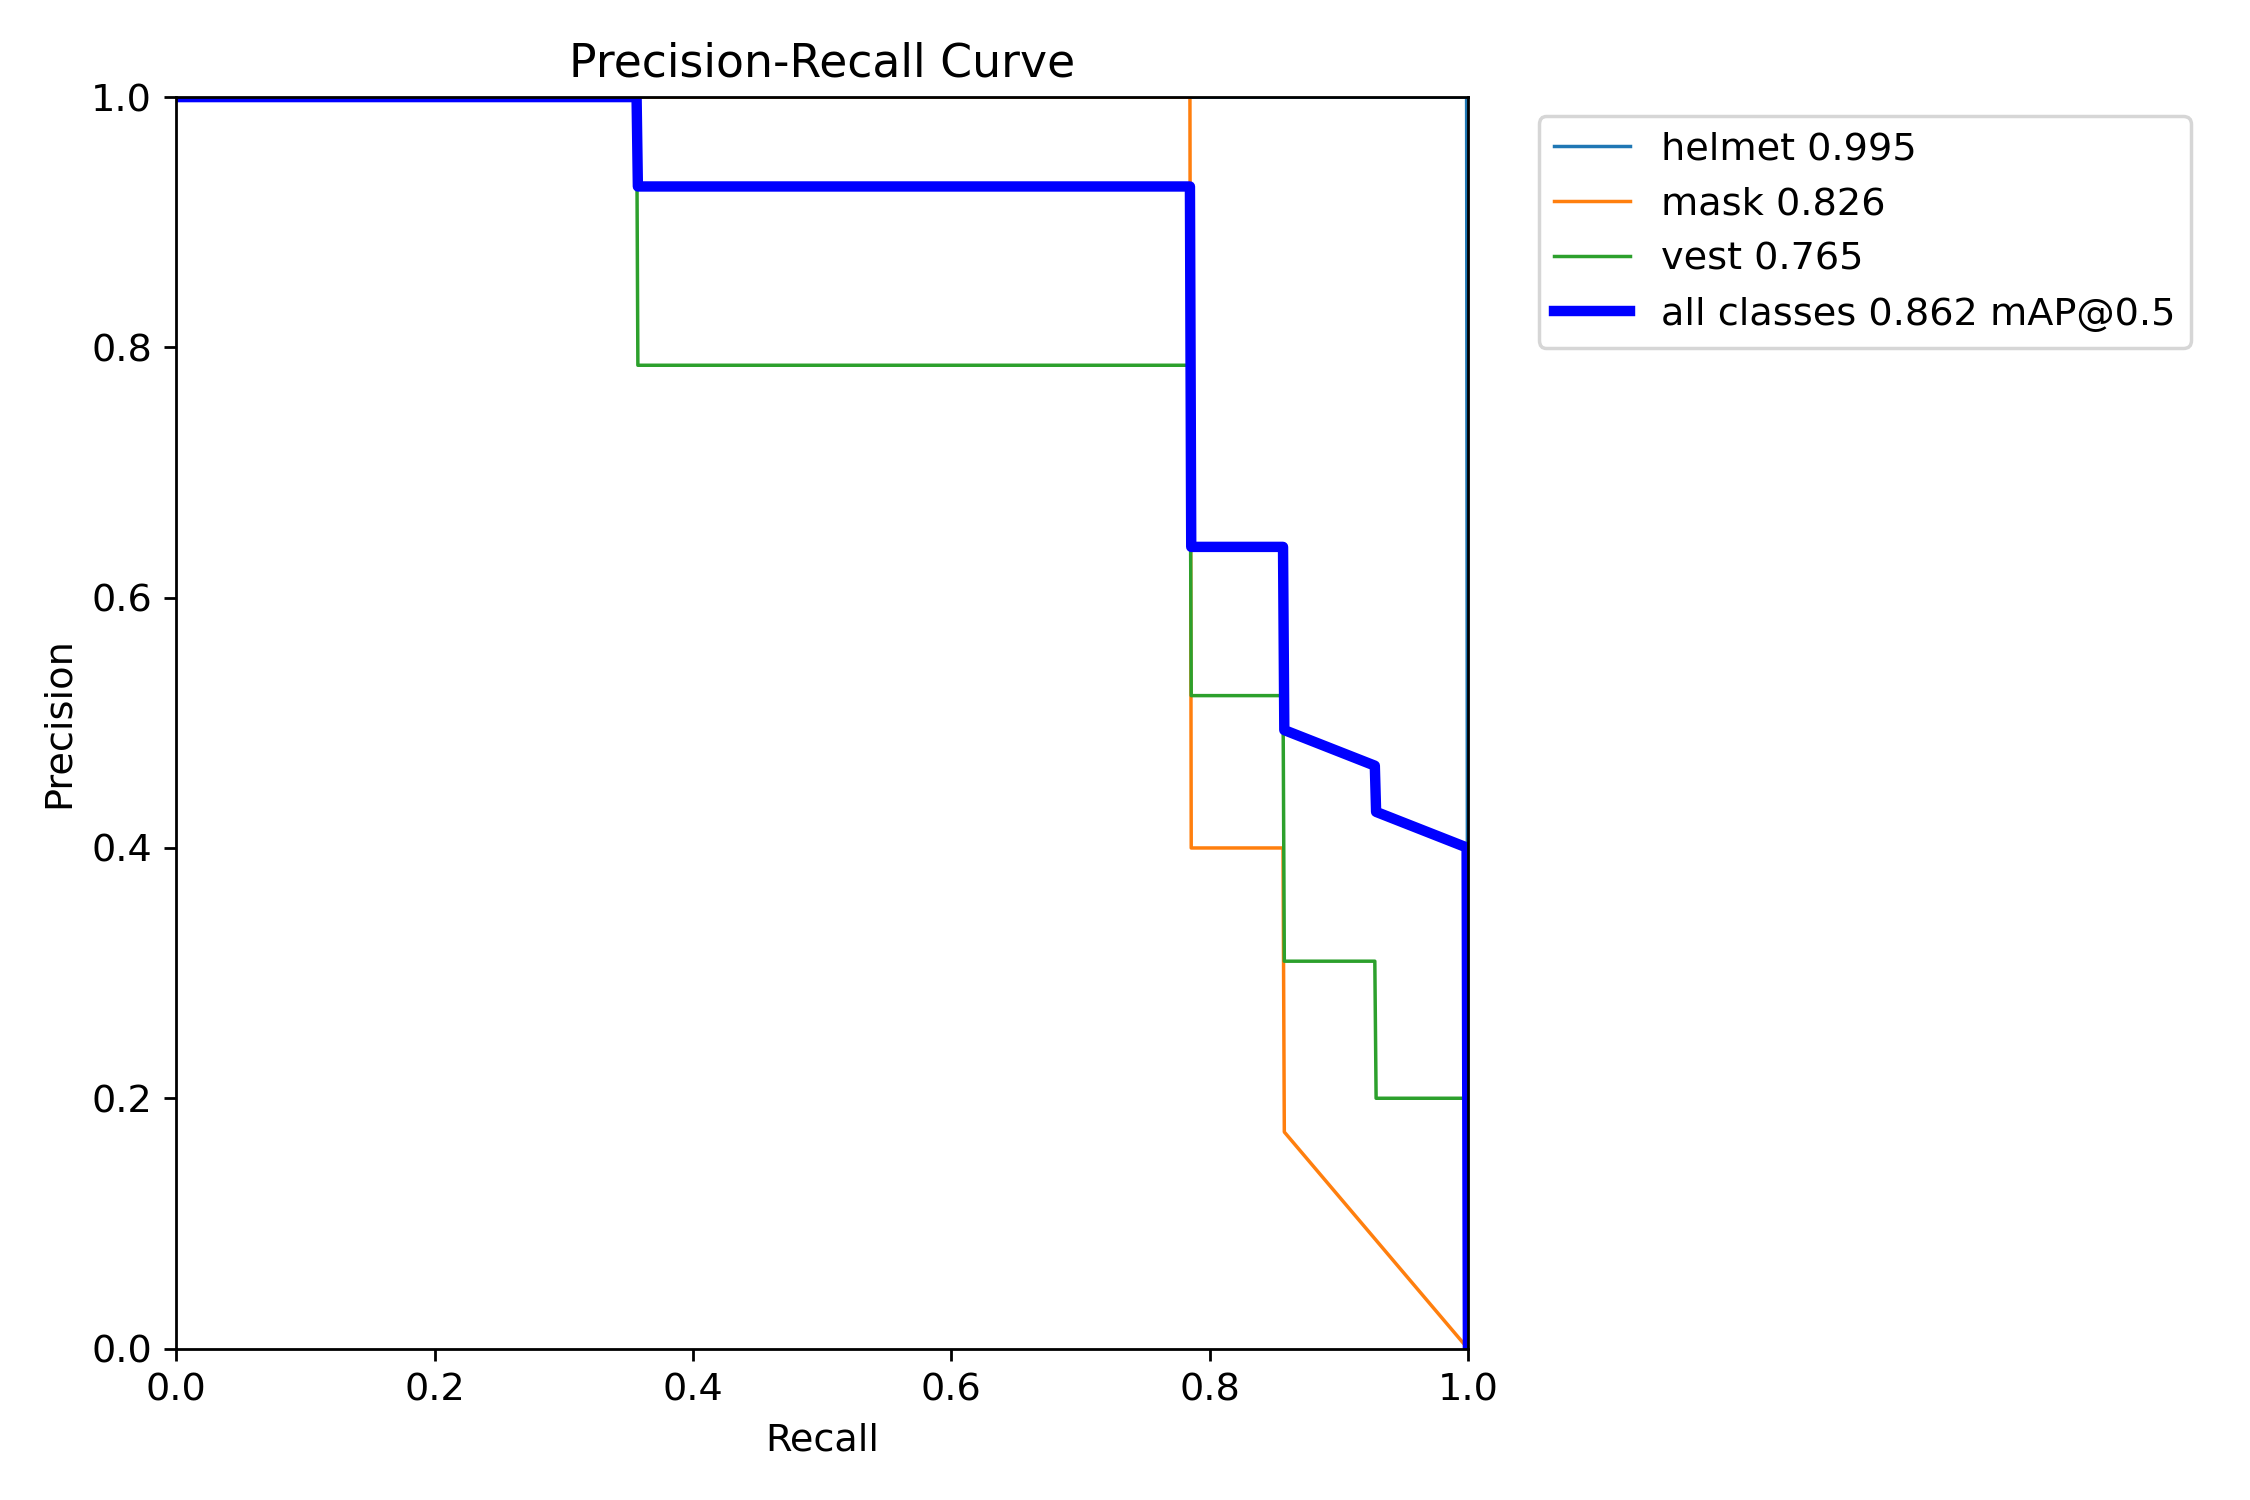 Precision-Recall Curve
1.0
0.8
0.6
0.4
0.2
0.0
Precision
0.0 0.2 0.4 0.6 0.8 1.0
Recall
helmet 0.995
mask 0.826
vest 0.765
all classes 0.862 mAP@0.5